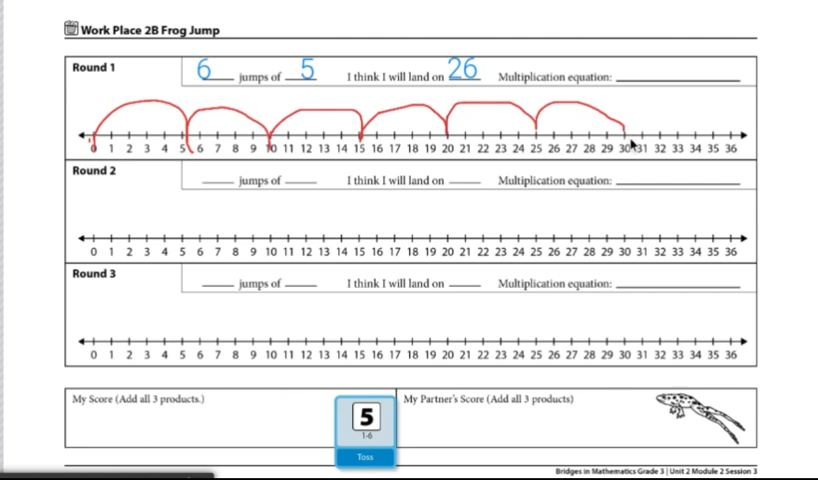 Work Place 2B Frog Jump
Round 1 6 jumps of 5 I think I will land on 26 Multiplication equation:
0 1 2 3 4 5 6 7 8 9 10 11 12 13 14 15 16 17 18 19 20 21 22 23 24 25 26 27 28 29 30 31 32 33 34 35 36
Round 2 jumps of I think I will land on Multiplication equation:
0 1 2 3 4 5 6 7 8 9 10 11 12 13 14 15 16 17 18 19 20 21 22 23 24 25 26 27 28 29 30 31 32 33 34 35 36
Round 3 jumps of I think I will land on Multiplication equation:
0 1 2 3 4 5 6 7 8 9 10 11 12 13 14 15 16 17 18 19 20 21 22 23 24 25 26 27 28 29 30 31 32 33 34 35 36
My Score (Add all 3 products.) My Partner's Score (Add all 3 products)
5
1-6
Toss
Bridges in Mathematics Grade 3 | Unit 2 Module 2 Session 3